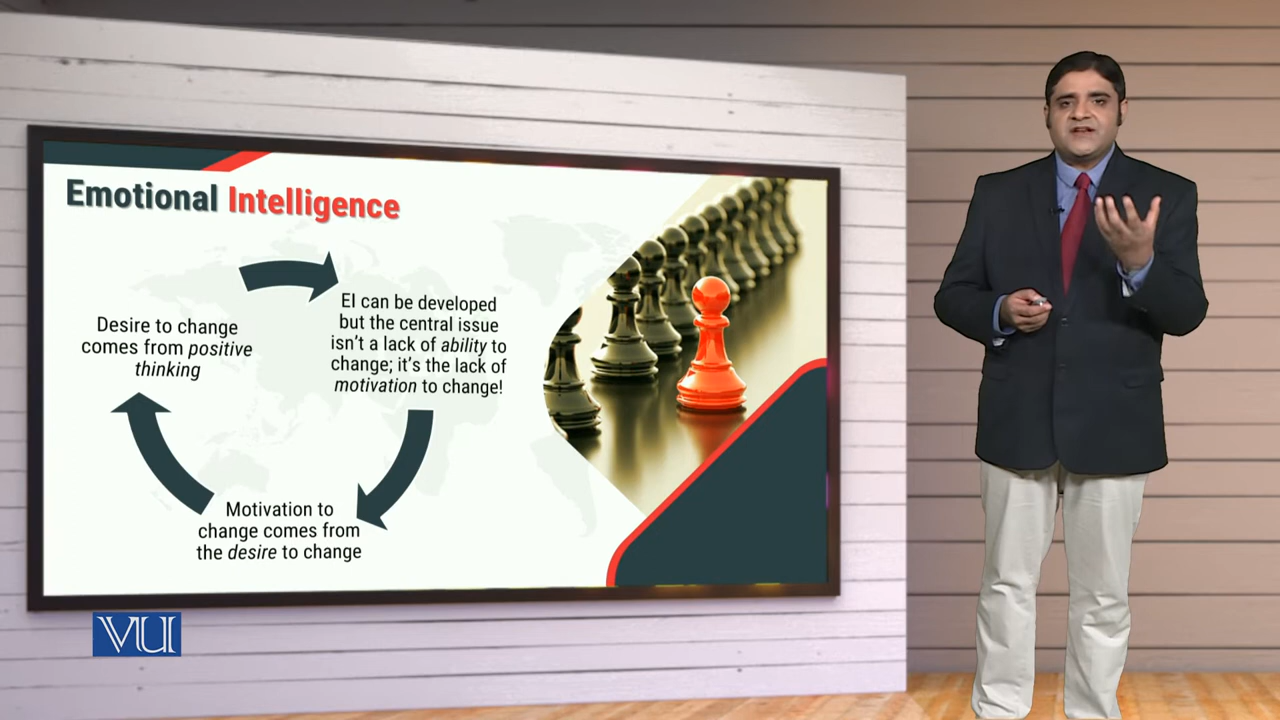 Emotional Intelligence
EI can be developed
but the central issue
isn't a lack of ability to
change; it's the lack of
motivation to change!
Desire to change
comes from positive
thinking
Motivation to
change comes from
the desire to change
VU